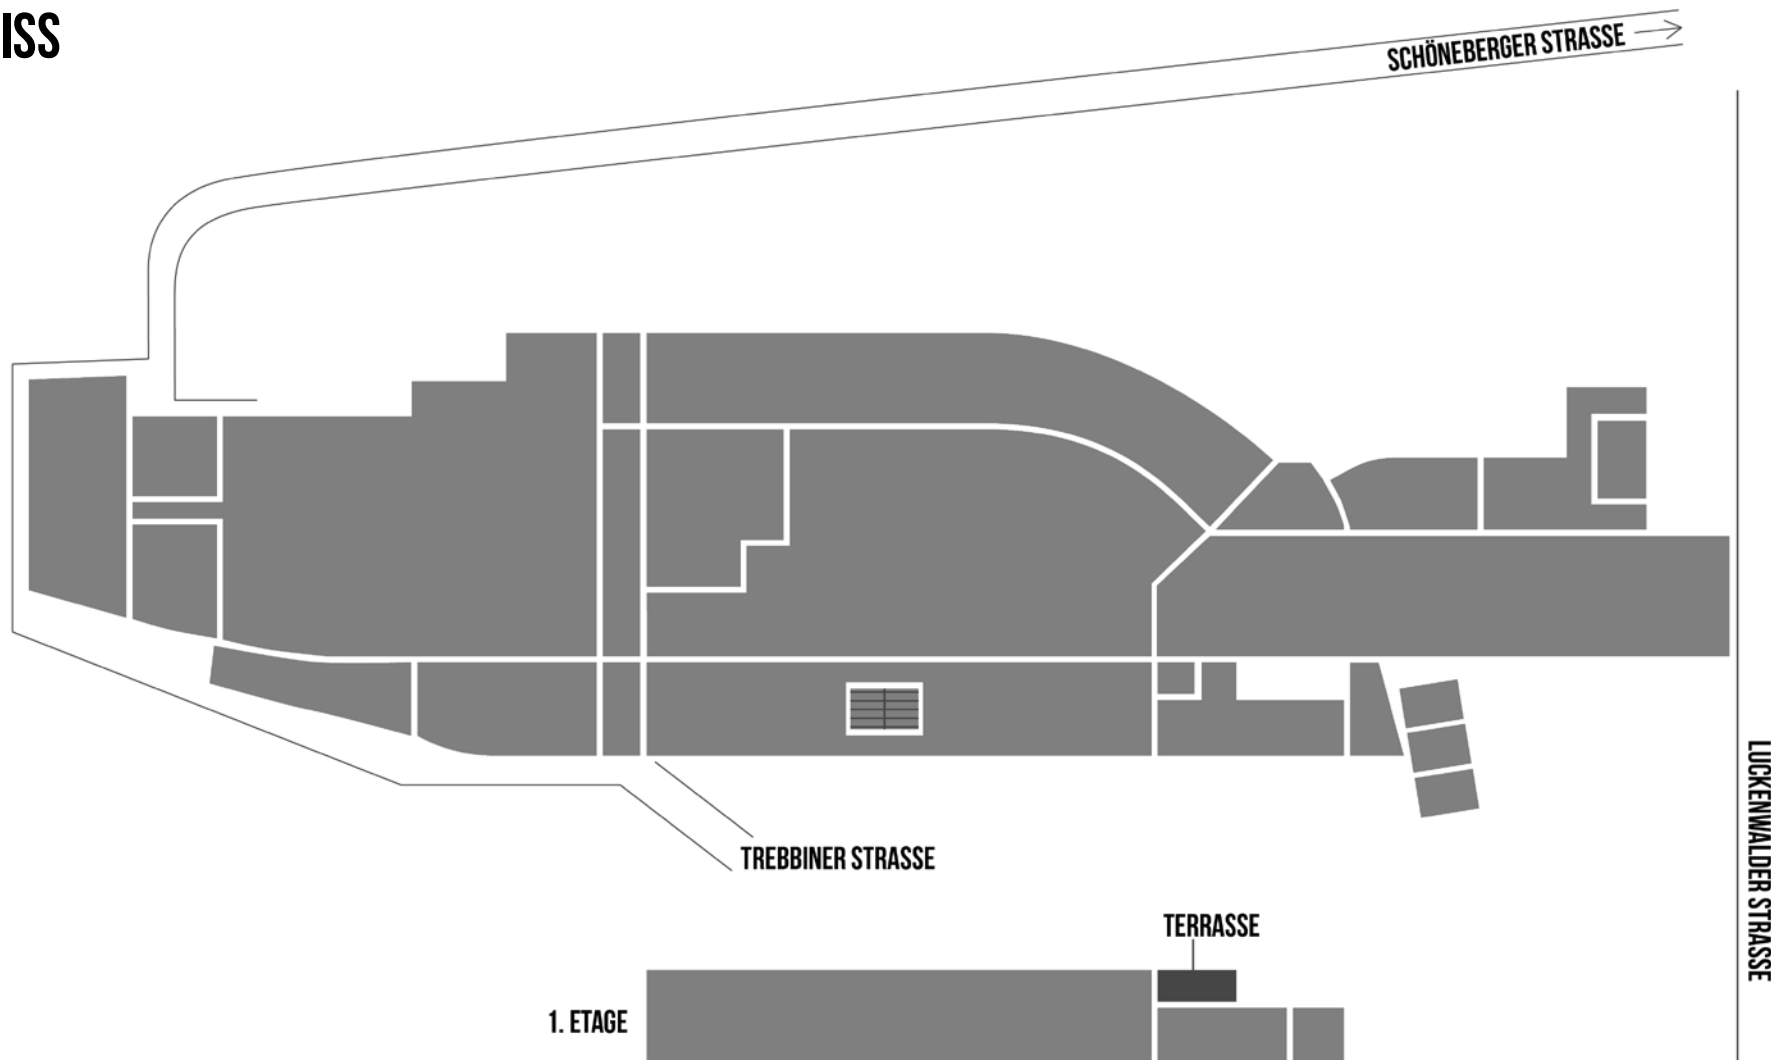 ISS
SCHÖNEBERGER STRASSE
LUCKENWALDER STRASSE
TREBBINER STRASSE
TERRASSE
1. ETAGE